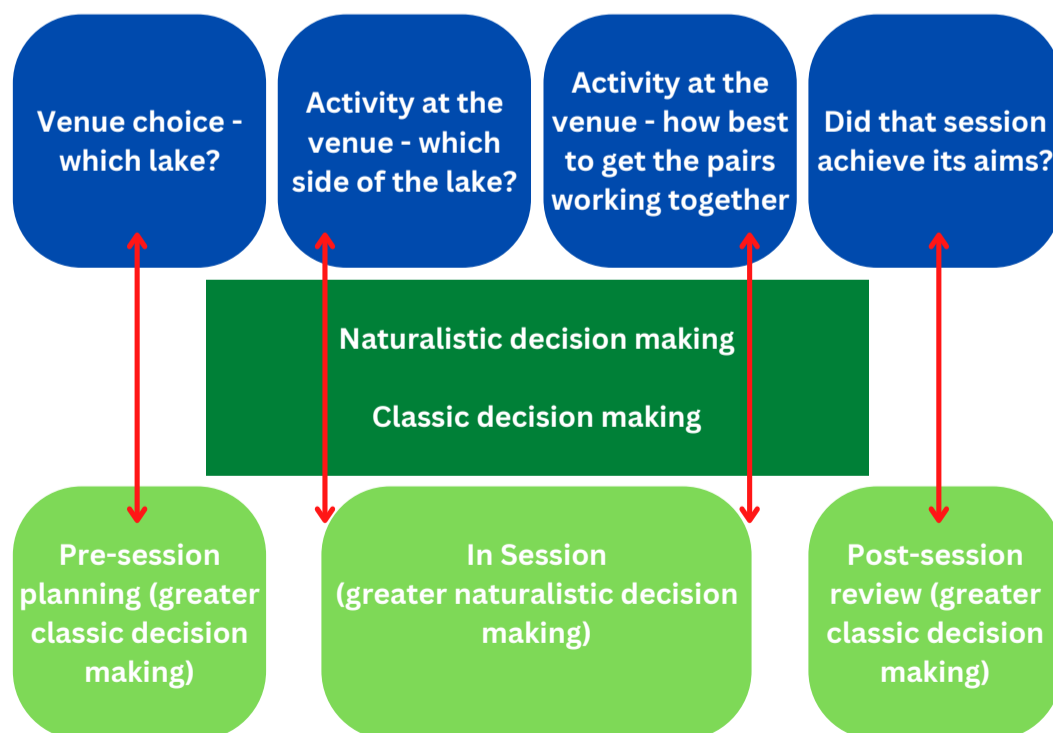 Venue choice -
which lake?
Activity at the
venue - which
side of the lake?
Activity at the
venue - how best
to get the pairs
working together
Did that session
achieve its aims?
Naturalistic decision making
Classic decision making
Pre-session
planning (greater
classic decision
making)
In Session
(greater naturalistic decision
making)
Post-session
review (greater
classic decision
making)